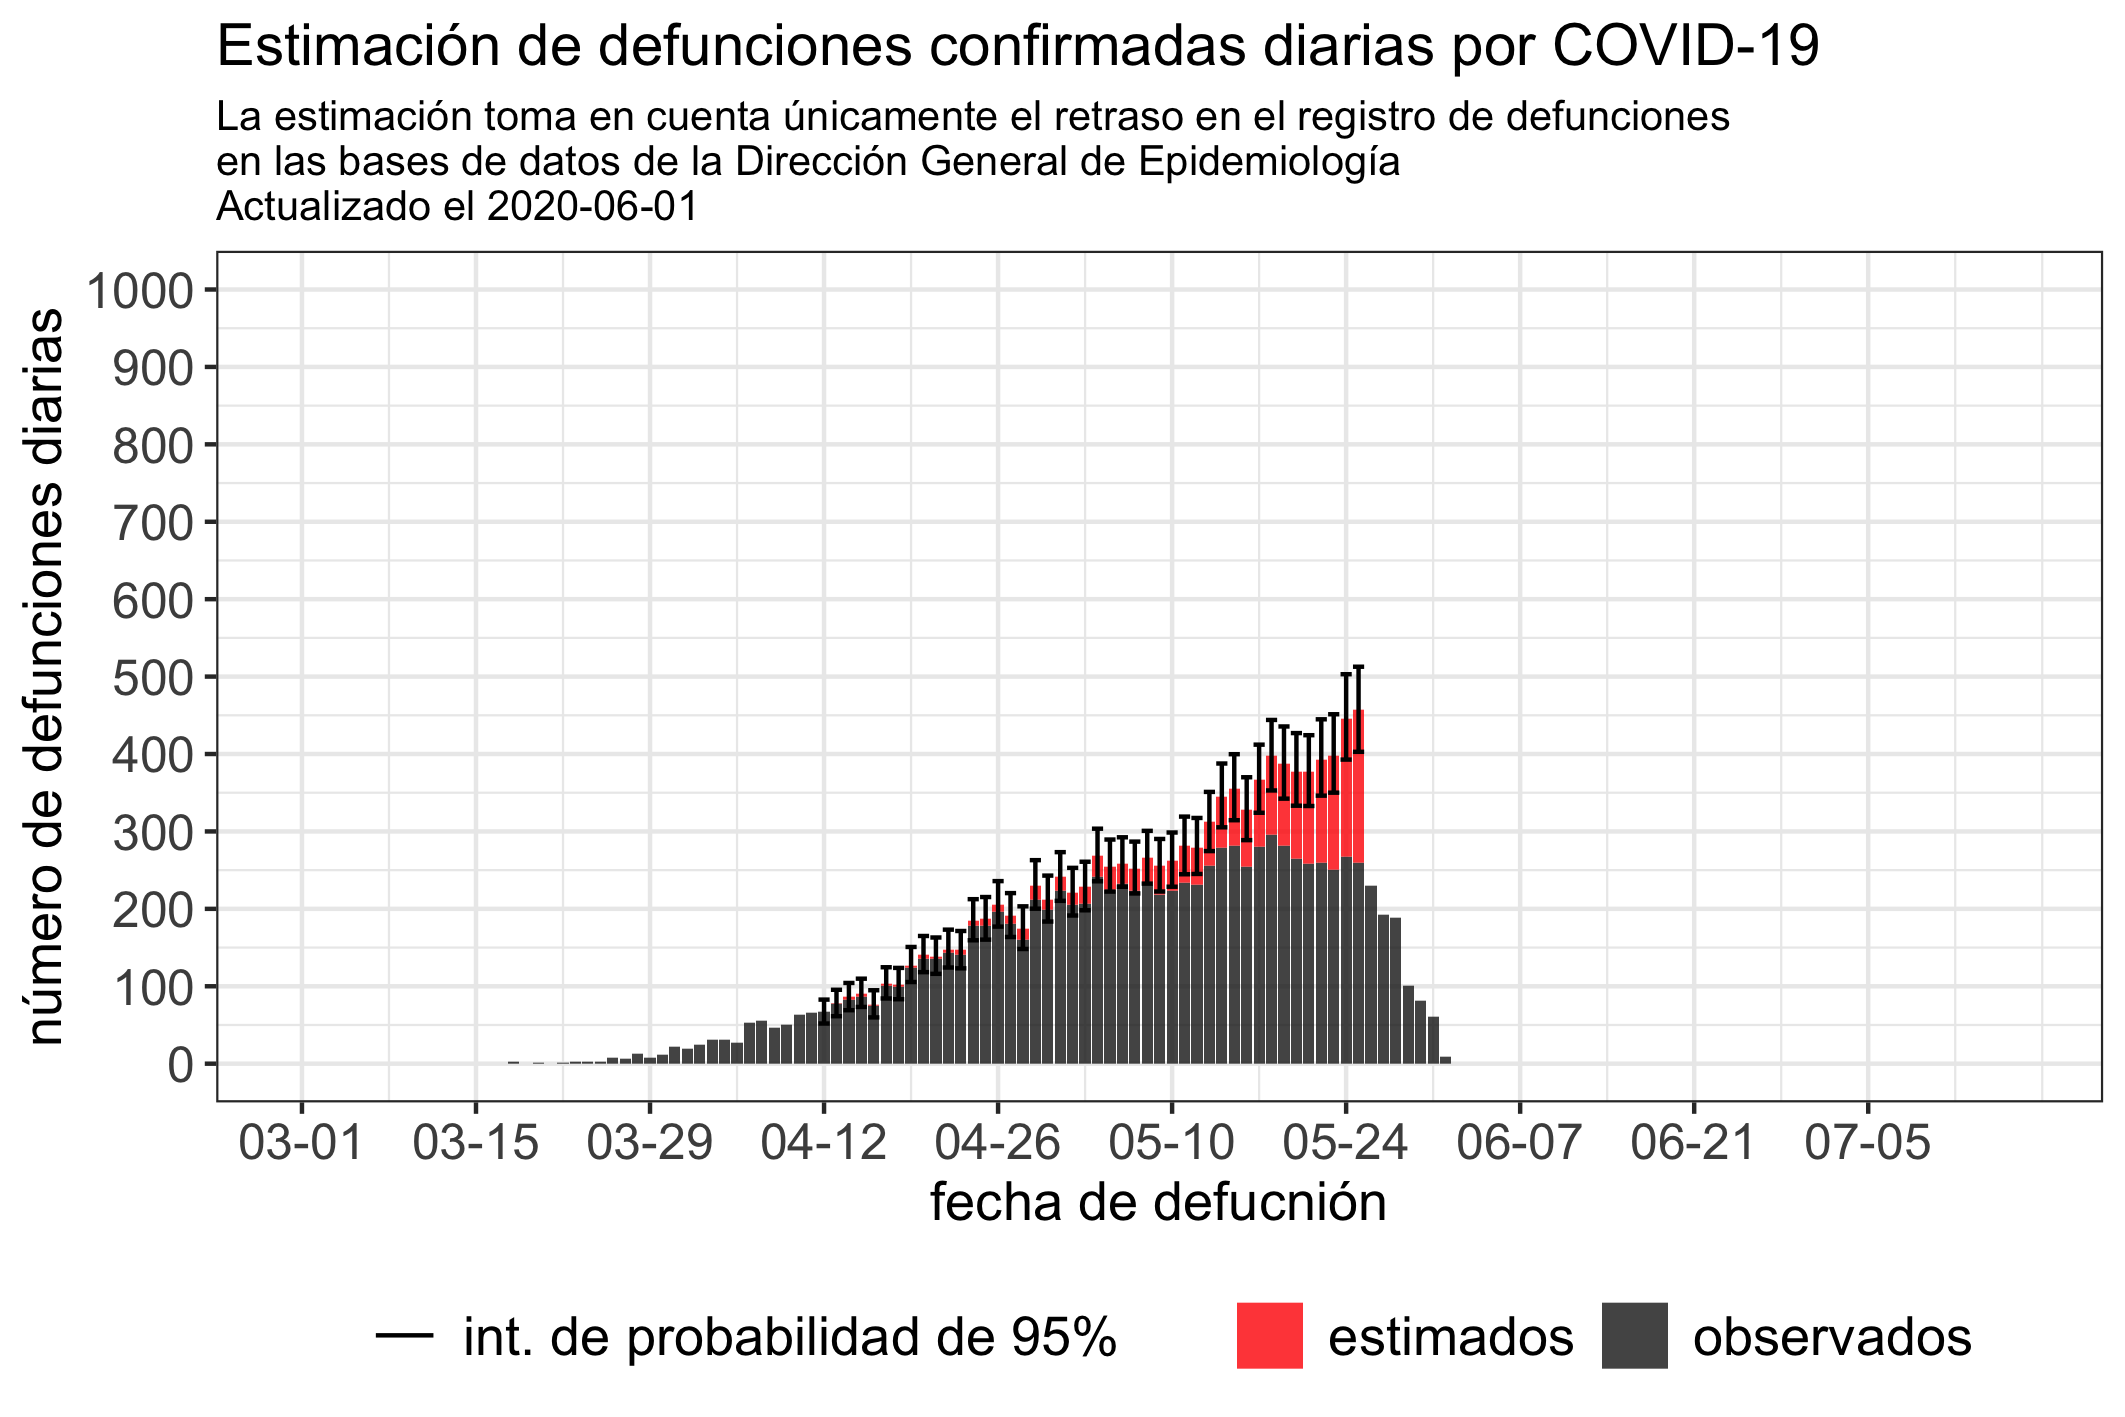 Estimación de defunciones confirmadas diarias por COVID-19
La estimación toma en cuenta únicamente el retraso en el registro de defunciones
en las bases de datos de la Dirección General de Epidemiología
Actualizado el 2020-06-01
número de defunciones diarias
1000
900
800
700
600
500
400
300
200
100
0
03-01 03-15 03-29 04-12 04-26 05-10 05-24 06-07 06-21 07-05
fecha de defucnión
int. de probabilidad de 95% estimados observados